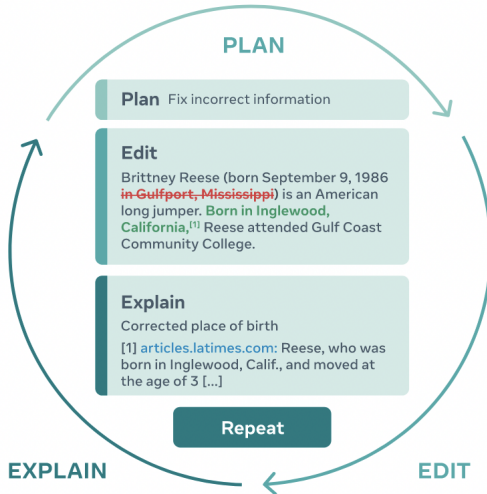 PLAN
Plan Fix incorrect information
Edit
Brittney Reese (born September 9, 1986
in Gulfport, Mississippi) is an American
long jumper. Born in Inglewood,
California,[1] Reese attended Gulf Coast
Community College.
Explain
Corrected place of birth
[1] articles.latimes.com: Reese, who was
born in Inglewood, Calif., and moved at
the age of 3 [...]
Repeat
EXPLAIN
EDIT